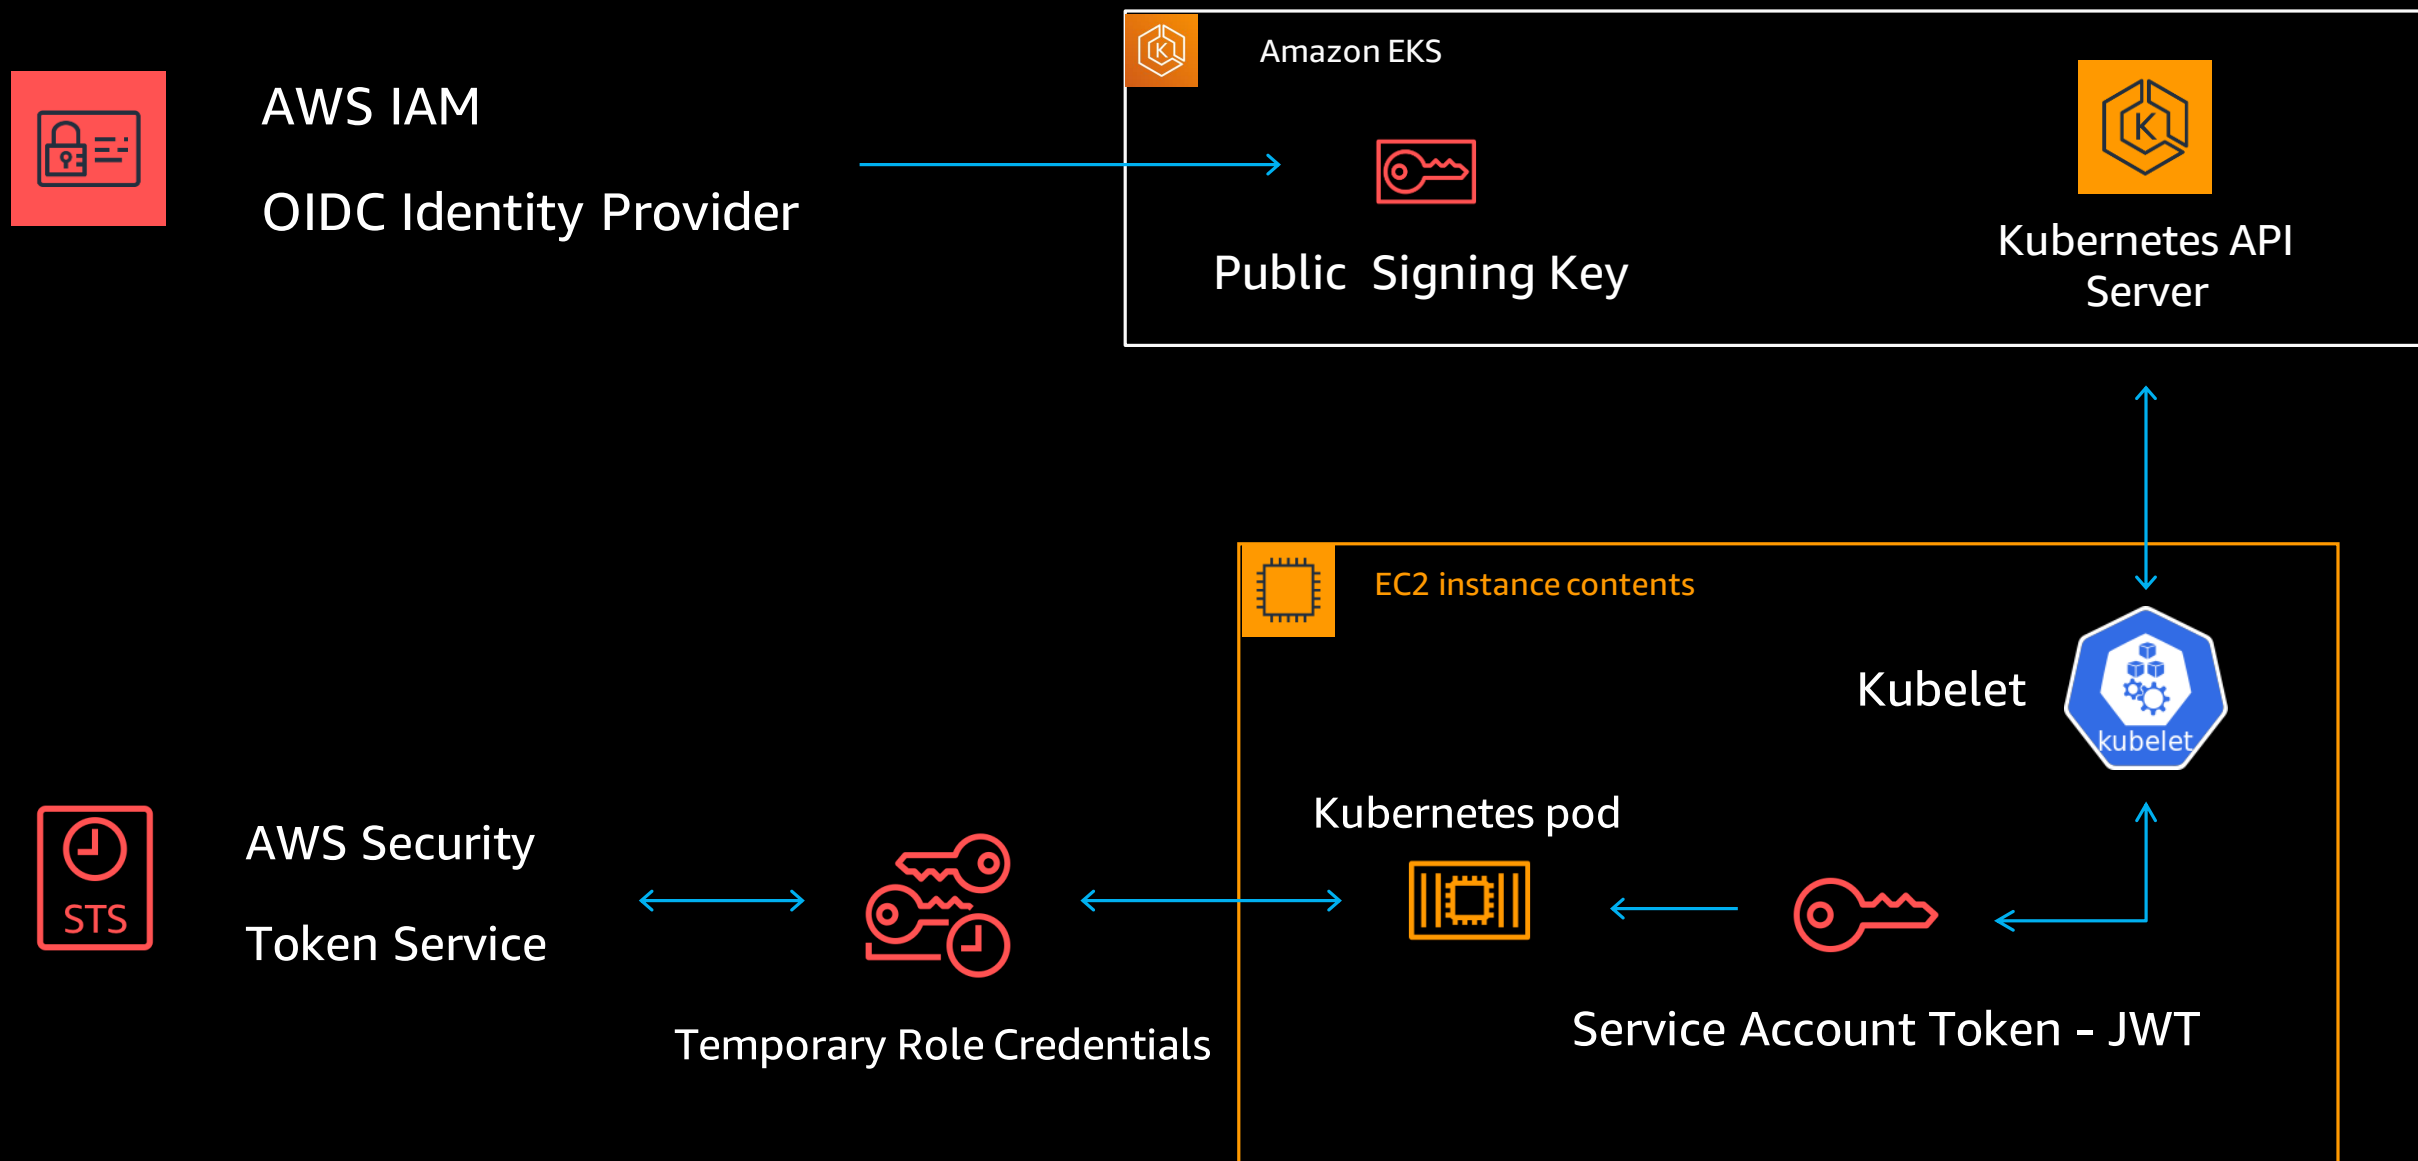 Amazon EKS
AWS IAM
OIDC Identity Provider
K
K
Public Signing Key
Kubernetes API
Server
EC2 instance contents
Kubelet
kubelet
Kubernetes pod
AWS Security
Token Service
STS
Temporary Role Credentials
Service Account Token - JWT